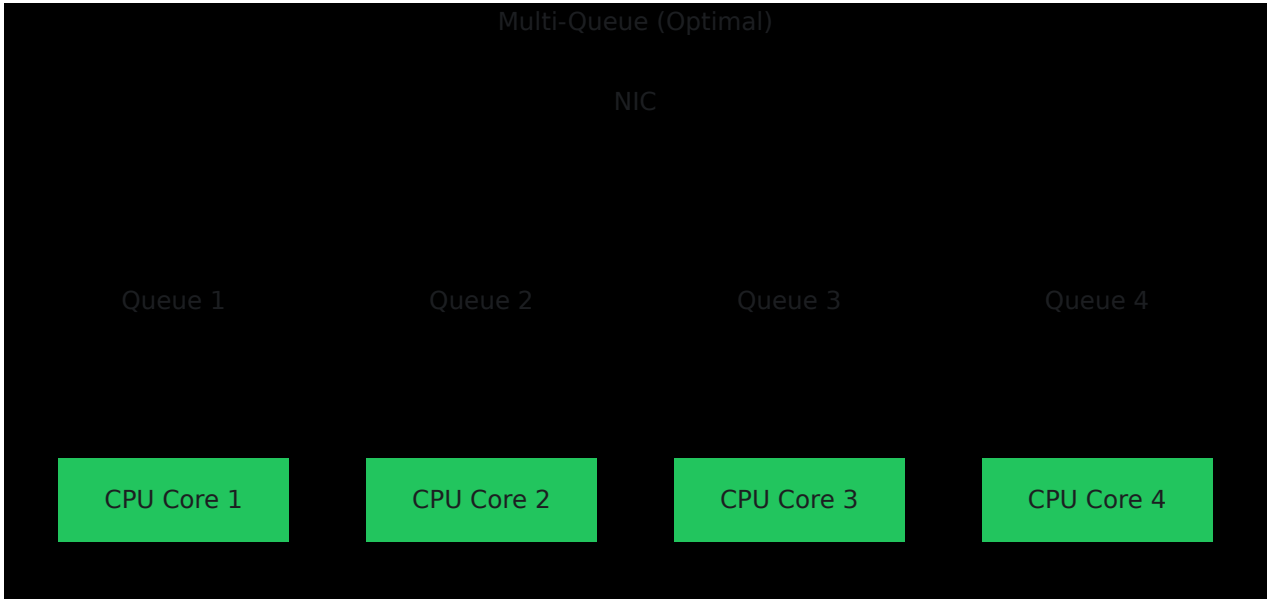 Multi-Queue (Optimal)
NIC
Queue 1 Queue 2 Queue 3 Queue 4
CPU Core 1 CPU Core 2 CPU Core 3 CPU Core 4